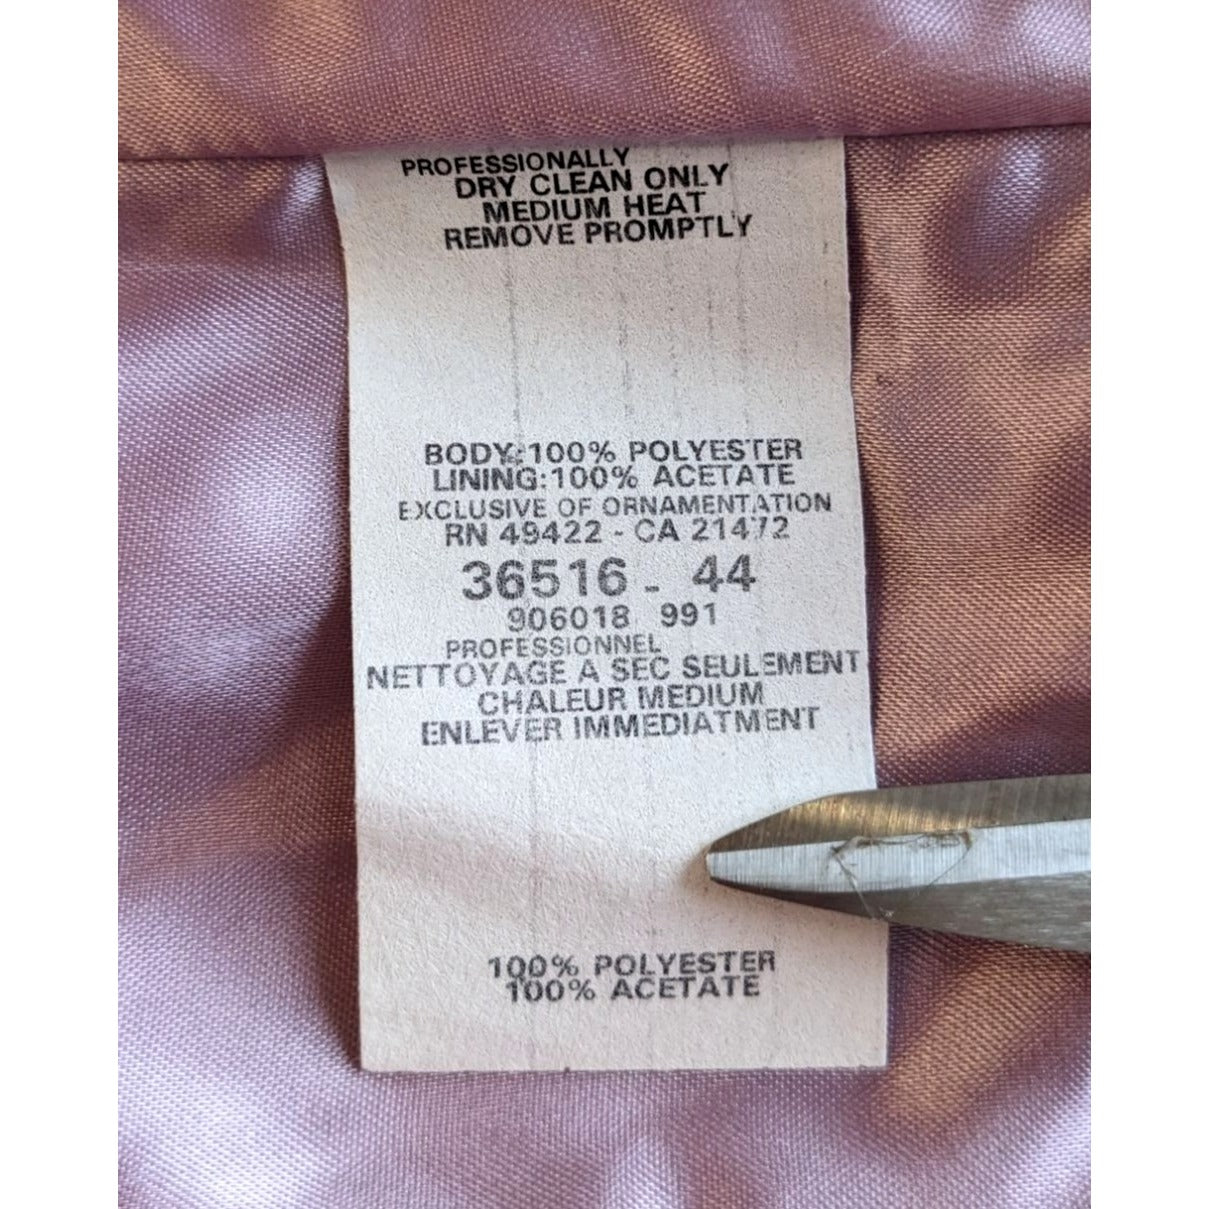 PROFESSIONALLY
DRY CLEAN ONLY
MEDIUM HEAT
REMOVE PROMPTLY
BODY:100% POLYESTER
LINING:100% ACETATE
EXCLUSIVE OF ORNAMENTATION
RN 49422 - CA 21472
36516 - 44
906018 991
PROFESSIONNEL
NETTOYAGE A SEC SEULEMENT
CHALEUR MEDIUM
ENLEVER IMMEDIATMENT
100% POLYESTER
100% ACETATE